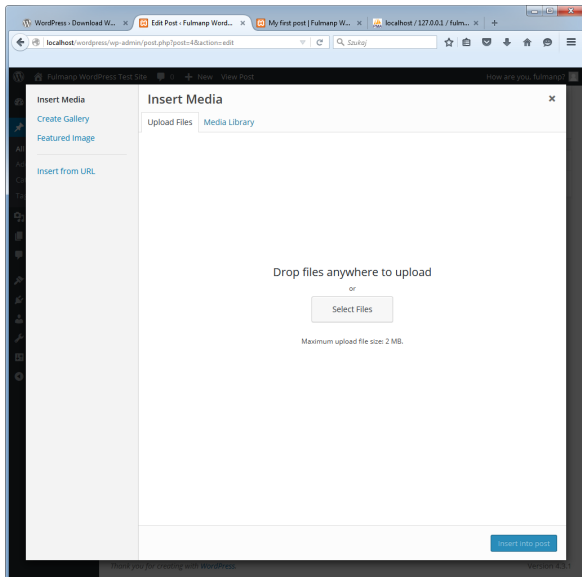 WordPress › Download W...
Edit Post ‹ Fulmanp Word...
My first post | Fulmanp W...
localhost / 127.0.0.1 / fulm...
localhost/wordpress/wp-admin/post.php?post=4&action=edit
Szukaj
Fulmanp WordPress Test Site 0 New View Post How are you, fulmanp?
Insert Media
Create Gallery
Featured Image
Insert from URL
Insert Media
Upload Files Media Library
All
Drop files anywhere to upload
or
Select Files
Maximum upload file size: 2 MB.
Insert into post
Thank you for creating with WordPress. Version 4.3.1